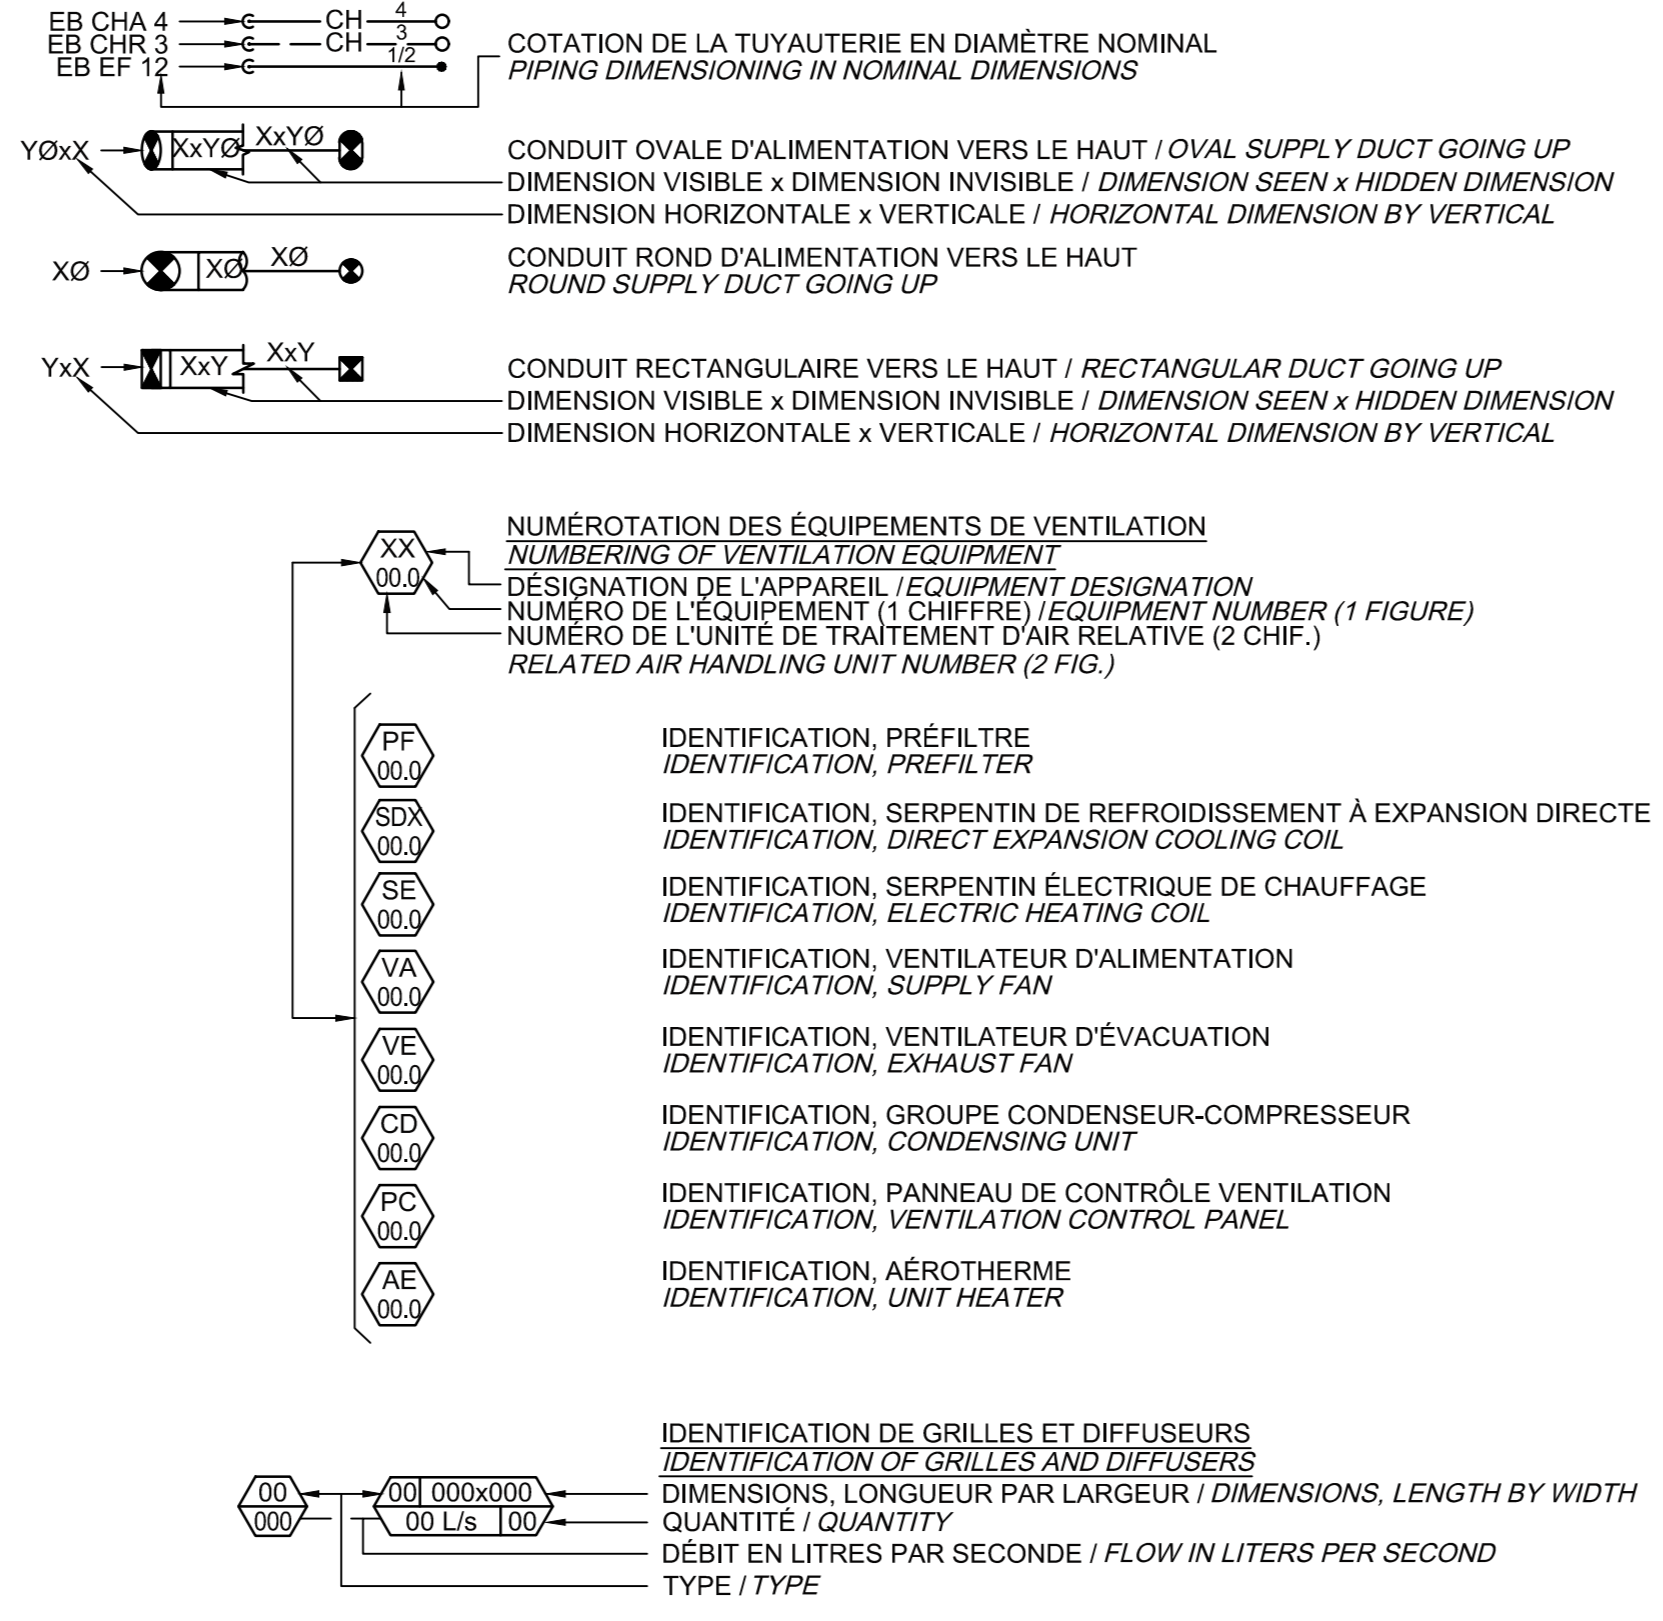 EB CHA 4 CH 4
EB CHR 3 CH 3
EB EF 12 1/2
COTATION DE LA TUYAUTERIE EN DIAMÈTRE NOMINAL
PIPING DIMENSIONING IN NOMINAL DIMENSIONS
YØxX XxYØ XxYØ
CONDUIT OVALE D'ALIMENTATION VERS LE HAUT / OVAL SUPPLY DUCT GOING UP
DIMENSION VISIBLE x DIMENSION INVISIBLE / DIMENSION SEEN x HIDDEN DIMENSION
DIMENSION HORIZONTALE x VERTICALE / HORIZONTAL DIMENSION BY VERTICAL
XØ XØ XØ
CONDUIT ROND D'ALIMENTATION VERS LE HAUT
ROUND SUPPLY DUCT GOING UP
YxX XxY XxY
CONDUIT RECTANGULAIRE VERS LE HAUT / RECTANGULAR DUCT GOING UP
DIMENSION VISIBLE x DIMENSION INVISIBLE / DIMENSION SEEN x HIDDEN DIMENSION
DIMENSION HORIZONTALE x VERTICALE / HORIZONTAL DIMENSION BY VERTICAL
XX
00.0
NUMÉROTATION DES ÉQUIPEMENTS DE VENTILATION
NUMBERING OF VENTILATION EQUIPMENT
DÉSIGNATION DE L'APPAREIL / EQUIPMENT DESIGNATION
NUMÉRO DE L'ÉQUIPEMENT (1 CHIFFRE) / EQUIPMENT NUMBER (1 FIGURE)
NUMÉRO DE L'UNITÉ DE TRAITEMENT D'AIR RELATIVE (2 CHIF.)
RELATED AIR HANDLING UNIT NUMBER (2 FIG.)
PF
00.0
IDENTIFICATION, PRÉFILTRE
IDENTIFICATION, PREFILTER
SDX
00.0
IDENTIFICATION, SERPENTIN DE REFROIDISSEMENT À EXPANSION DIRECTE
IDENTIFICATION, DIRECT EXPANSION COOLING COIL
SE
00.0
IDENTIFICATION, SERPENTIN ÉLECTRIQUE DE CHAUFFAGE
IDENTIFICATION, ELECTRIC HEATING COIL
VA
00.0
IDENTIFICATION, VENTILATEUR D'ALIMENTATION
IDENTIFICATION, SUPPLY FAN
VE
00.0
IDENTIFICATION, VENTILATEUR D'ÉVACUATION
IDENTIFICATION, EXHAUST FAN
CD
00.0
IDENTIFICATION, GROUPE CONDENSEUR-COMPRESSEUR
IDENTIFICATION, CONDENSING UNIT
PC
00.0
IDENTIFICATION, PANNEAU DE CONTRÔLE VENTILATION
IDENTIFICATION, VENTILATION CONTROL PANEL
AE
00.0
IDENTIFICATION, AÉROTHERME
IDENTIFICATION, UNIT HEATER
IDENTIFICATION DE GRILLES ET DIFFUSEURS
IDENTIFICATION OF GRILLES AND DIFFUSERS
00 00 000x000
000 00 L/s 00
DIMENSIONS, LONGUEUR PAR LARGEUR / DIMENSIONS, LENGTH BY WIDTH
QUANTITÉ / QUANTITY
DÉBIT EN LITRES PAR SECONDE / FLOW IN LITERS PER SECOND
TYPE / TYPE